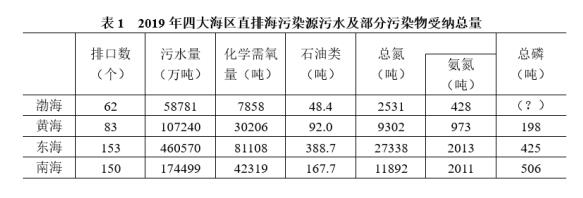 表 1 2019 年四大海区直排海污染源污水及部分污染物受纳总量
排口数（个） 污水量（万吨） 化学需氧量（吨） 石油类（吨） 总氮（吨） 氨氮（吨） 总磷（吨）
渤海 62 58781 7858 48.4 2531 428 （？）
黄海 83 107240 30206 92.0 9302 973 198
东海 153 460570 81108 388.7 27338 2013 425
南海 150 174499 42319 167.7 11892 2011 506